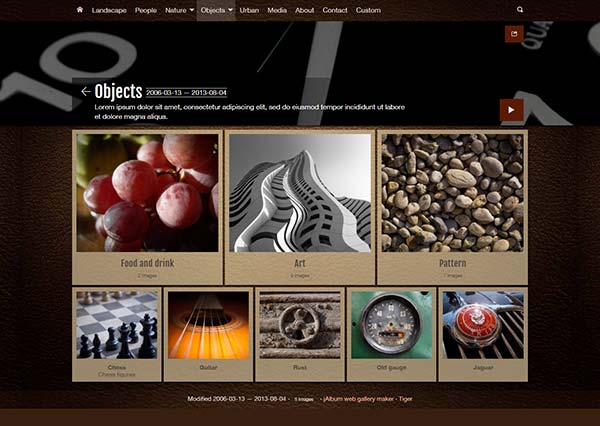 Landscape People Nature Objects Urban Media About Contact Custom
10
QUA
1
Objects 2006-03-13 — 2013-08-04
Lorem ipsum dolor sit amet, consectetur adipiscing elit, sed do eiusmod tempor incididunt ut labore
et dolore magna aliqua.
Food and drink
Art
Pattern
2 images
images
images
Chess
Guitar
Rust
Old gauge
Jaguar
Chess figures
Modified 2006-03-13 — 2013-08-04 · 5 images · jAlbum web gallery maker · Tiger